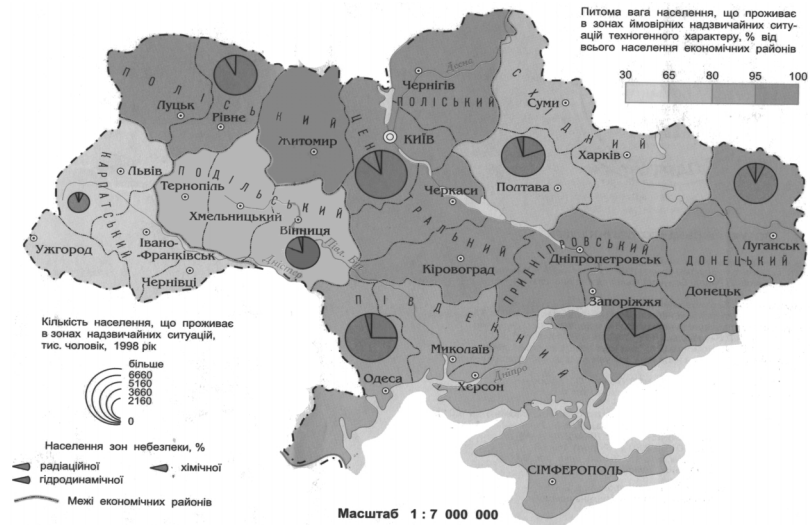 Питома вага населення, що проживає
в зонах ймовірних надзвичайних ситу-
ацій техногенного характеру, % від
всього населення економічних районів
30 65 85 95 100
ПОЛІСЬКИЙ
Луцьк
Рівне
Житомир
Чернігів
Десна
ПОЛІСЬКИЙ
СХІДНИЙ
Суми
КИЇВ
ЦЕНТРАЛЬНИЙ
Харків
Полтава
Львів
КАРПАТСЬКИЙ
ПОДІЛЬСЬКИЙ
Тернопіль
Хмельницький
Вінниця
Черкаси
Ужгород
Івано-
-Франківськ
Чернівці
Дністер
Півд. Буг
Кіровоград
ПРИДНІПРОВСЬКИЙ
Дніпропетровськ
Луганськ
ДОНЕЦЬКИЙ
Донецьк
Запоріжжя
ПІВДЕННИЙ
Миколаїв
Одеса
Херсон
Дніпро
СІМФЕРОПОЛЬ
Кількість населення, що проживає
в зонах надзвичайних ситуацій,
тис. чоловік, 1998 рік
більше
6660
5160
3660
2160
0
Населення зон небезпеки, %
радіаційної хімічної
гідродинамічної
Межі економічних районів
Масштаб 1 : 7 000 000